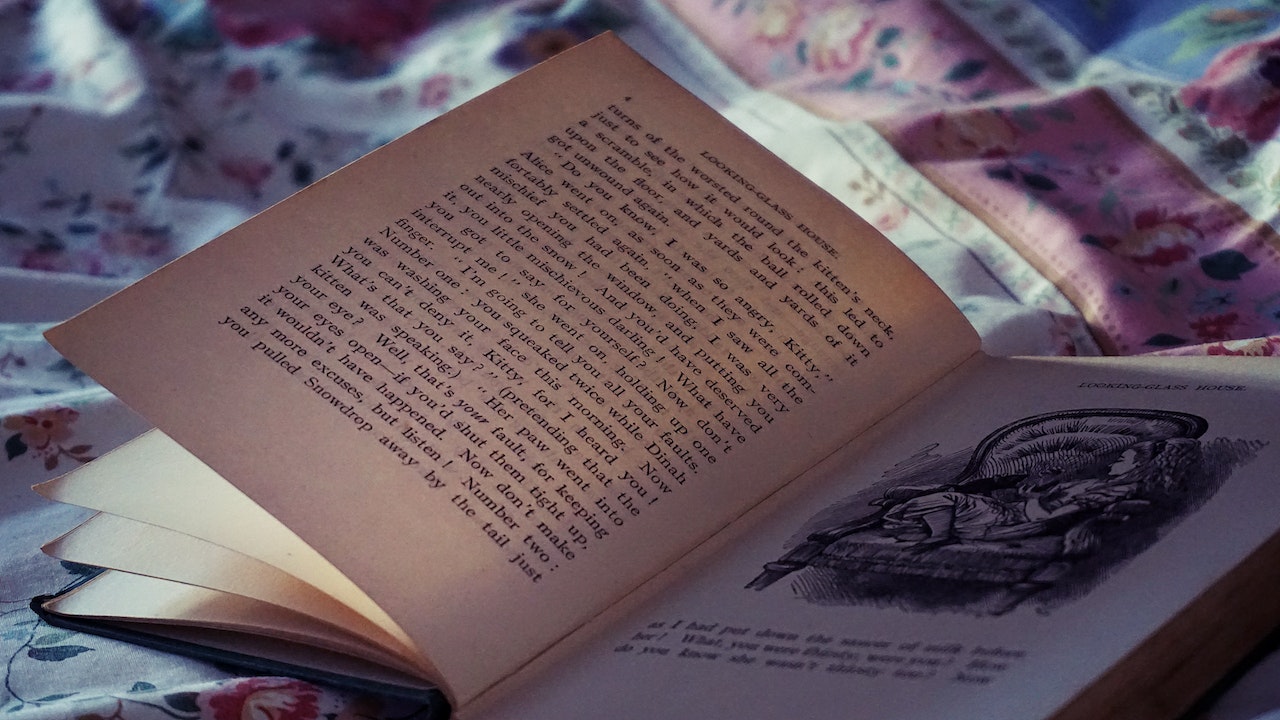 4 LOOKING-GLASS HOUSE.
turns of the worsted round the kitten's neck,
just to see how it would look: this led to
a scramble, in which the ball rolled down
upon the floor, and yards and yards of it
got unwound again.
"Do you know, I was so angry, Kitty,"
Alice went on, as soon as they were com-
fortably settled again, "when I saw all the
mischief you had been doing, I was very
nearly opening the window, and putting you
out into the snow! And you'd have deserved
it, you little mischievous darling! What have
you got to say for yourself? Now don't
interrupt me!" she went on, holding up one
finger. "I'm going to tell you all your faults.
Number one: you squeaked twice while Dinah
was washing your face this morning. Now
you can't deny it, Kitty, for I heard you!
What's that you say?" (Pretending that the
kitten was speaking.) "Her paw went into
your eye? Well, that's your fault, for keeping
your eyes open—if you'd shut them tight up,
it wouldn't have happened. Now don't make
any more excuses, but listen! Number two:
you pulled Snowdrop away by the tail just
LOOKING-GLASS HOUSE.
as I had put down the saucer of milk before
her! What, you were thirsty, were you? How
do you know she wasn't thirsty too? Now